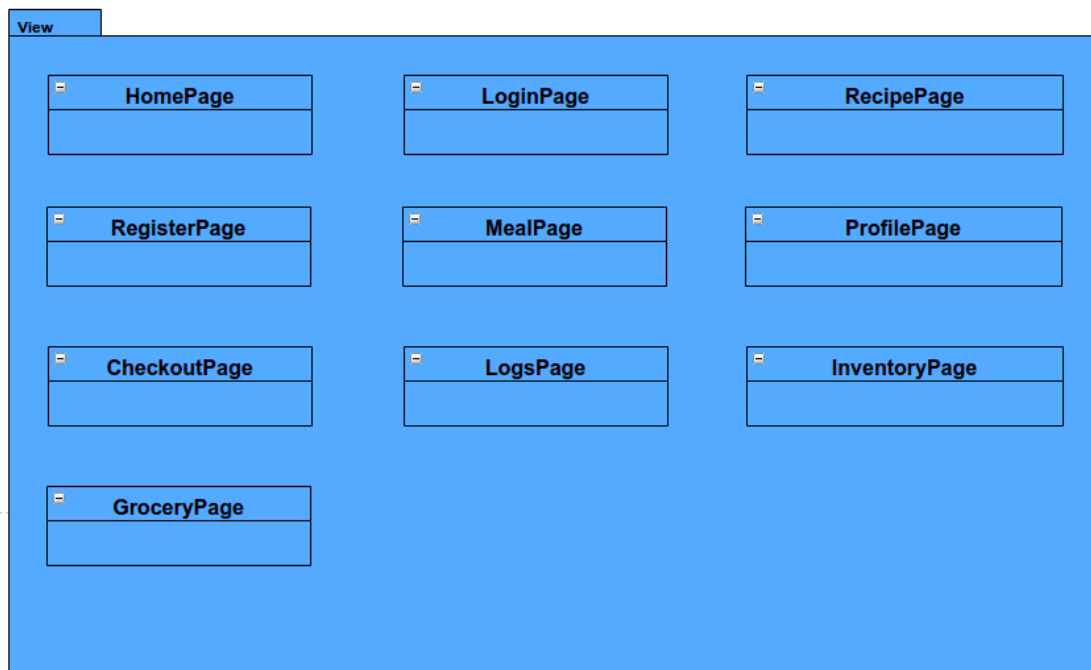 View
HomePage
LoginPage
RecipePage
RegisterPage
MealPage
ProfilePage
CheckoutPage
LogsPage
InventoryPage
GroceryPage